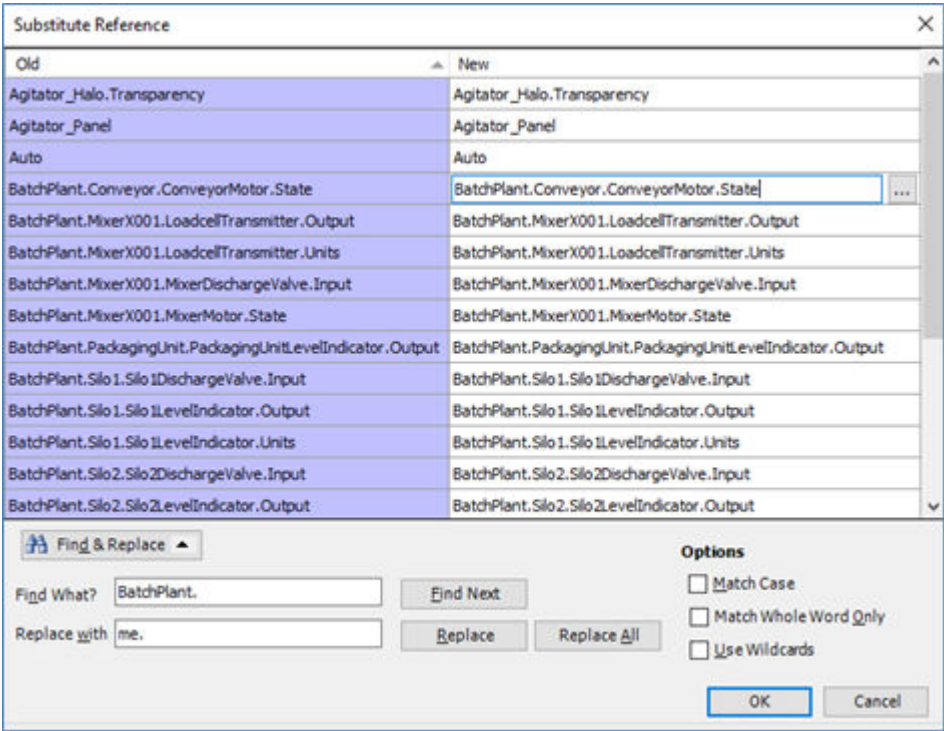 Substitute Reference
Old New
Agitator_Halo.Transparency Agitator_Halo.Transparency
Agitator_Panel Agitator_Panel
Auto Auto
BatchPlant.Conveyor.ConveyorMotor.State BatchPlant.Conveyor.ConveyorMotor.State ...
BatchPlant.MixerX001.LoadcellTransmitter.Output BatchPlant.MixerX001.LoadcellTransmitter.Output
BatchPlant.MixerX001.LoadcellTransmitter.Units BatchPlant.MixerX001.LoadcellTransmitter.Units
BatchPlant.MixerX001.MixerDischargeValve.Input BatchPlant.MixerX001.MixerDischargeValve.Input
BatchPlant.MixerX001.MixerMotor.State BatchPlant.MixerX001.MixerMotor.State
BatchPlant.PackagingUnit.PackagingUnitLevelIndicator.Output BatchPlant.PackagingUnit.PackagingUnitLevelIndicator.Output
BatchPlant.Silo1.Silo1DischargeValve.Input BatchPlant.Silo1.Silo1DischargeValve.Input
BatchPlant.Silo1.Silo1LevelIndicator.Output BatchPlant.Silo1.Silo1LevelIndicator.Output
BatchPlant.Silo1.Silo1LevelIndicator.Units BatchPlant.Silo1.Silo1LevelIndicator.Units
BatchPlant.Silo2.Silo2DischargeValve.Input BatchPlant.Silo2.Silo2DischargeValve.Input
BatchPlant.Silo2.Silo2LevelIndicator.Output BatchPlant.Silo2.Silo2LevelIndicator.Output
Find & Replace
Options
Find What? BatchPlant. Find Next Match Case
Match Whole Word Only
Replace with me. Replace Replace All
Use Wildcards
OK Cancel